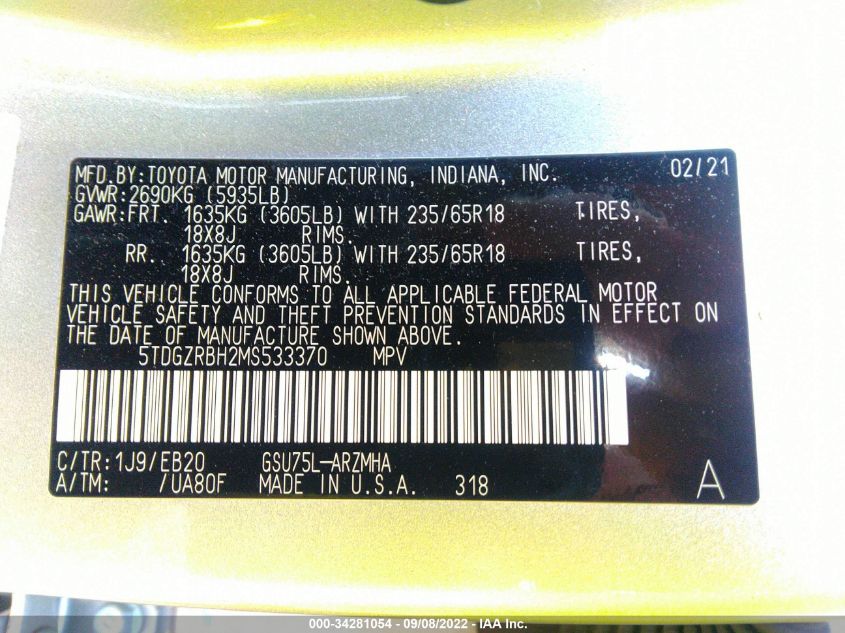 MFD.BY:TOYOTA MOTOR MANUFACTURING, INDIANA, INC. 02/21
GVWR:2690KG (5935LB)
GAWR:FRT. 1635KG (3605LB) WITH 235/65R18 TIRES,
18X8J RIMS.
RR. 1635KG (3605LB) WITH 235/65R18 TIRES,
18X8J RIMS.
THIS VEHICLE CONFORMS TO ALL APPLICABLE FEDERAL MOTOR
VEHICLE SAFETY AND THEFT PREVENTION STANDARDS IN EFFECT ON
THE DATE OF MANUFACTURE SHOWN ABOVE.
5TDGZRBH2MS533370 MPV
C/TR:1J9/EB20 GSU75L-ARZMHA
A/TM: /UA80F MADE IN U.S.A. 318 A
000-34281054 - 09/08/2022 - IAA Inc.